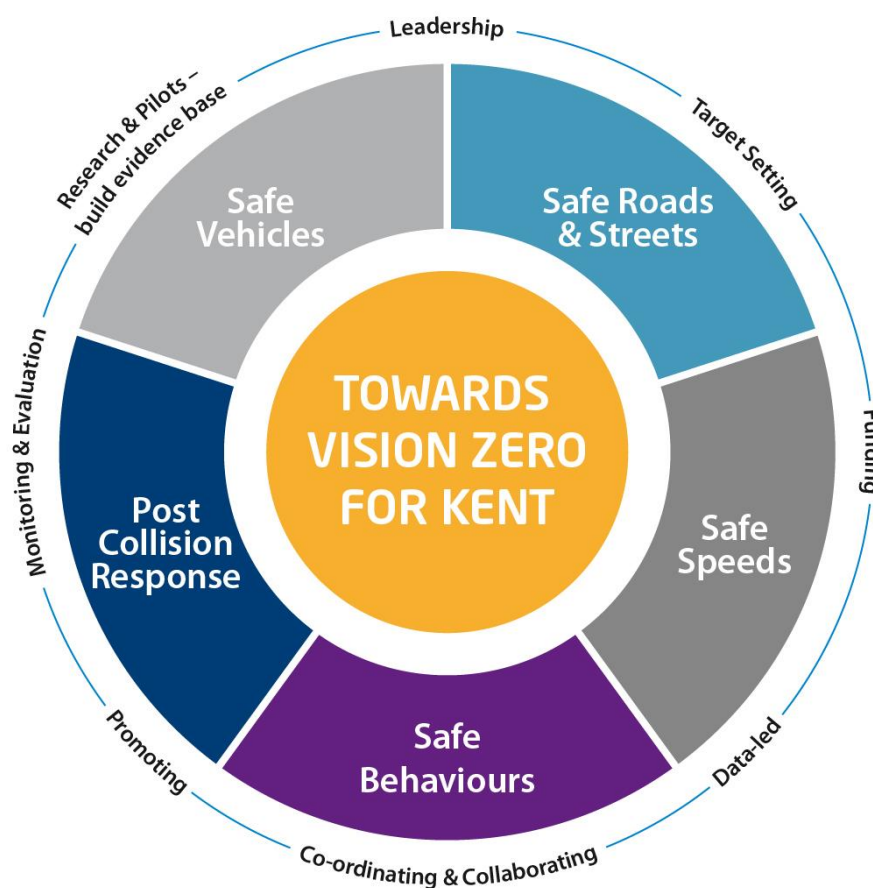 Leadership
Target Setting
Funding
Data-led
Co-ordinating & Collaborating
Promoting
Monitoring & Evaluation
Research & Pilots –
build evidence base
Safe Roads
& Streets
Safe
Speeds
Safe
Behaviours
Post
Collision
Response
Safe
Vehicles
TOWARDS
VISION ZERO
FOR KENT